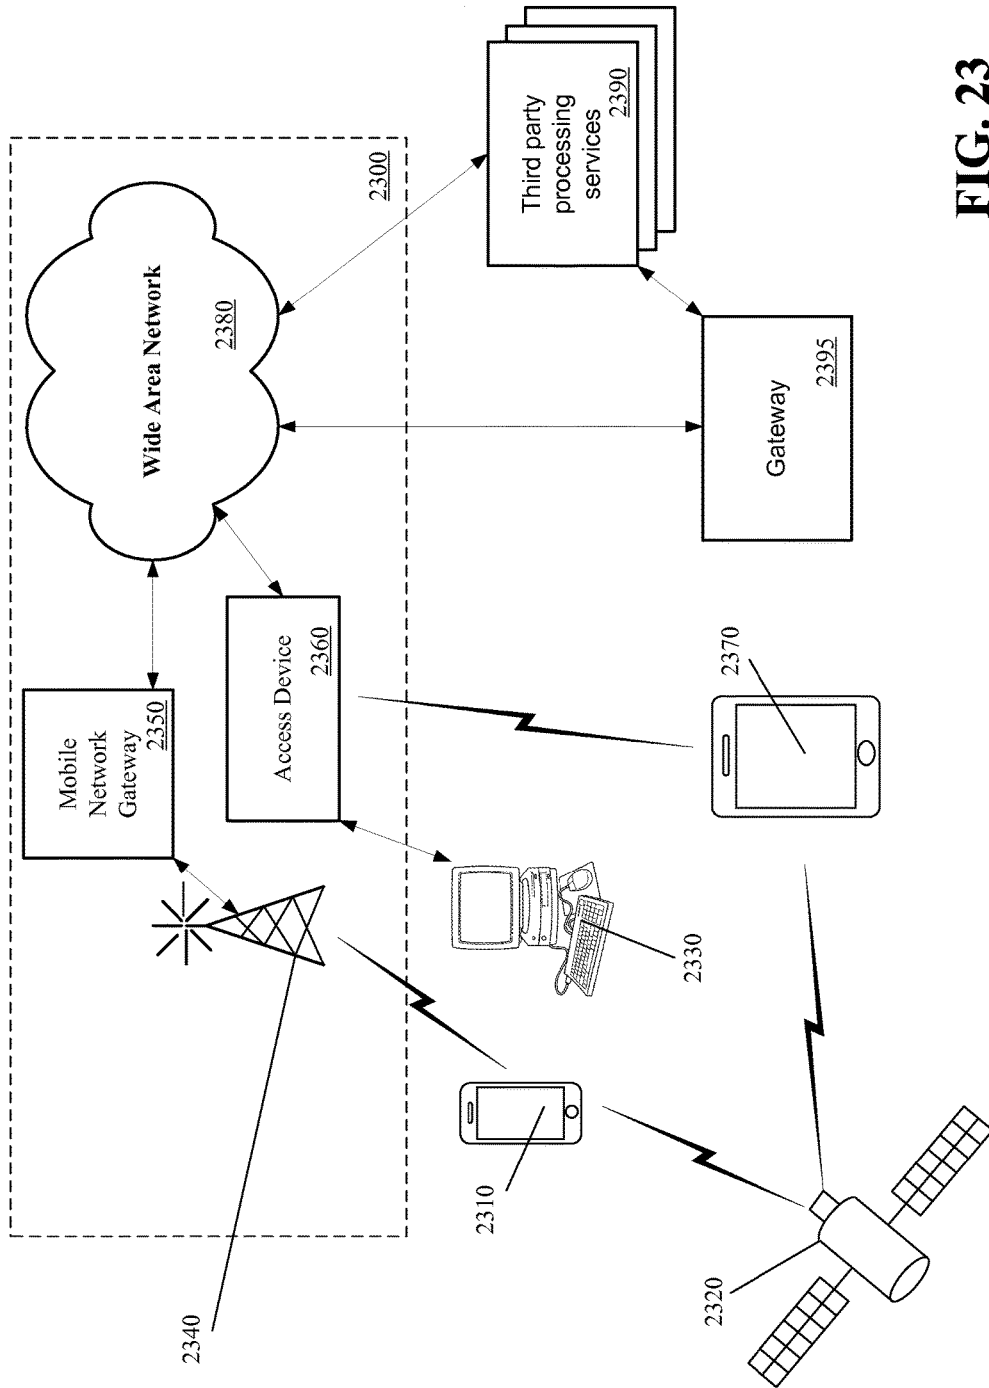 2340
Mobile
Network
Gateway
2350
Wide Area Network
2380
Access Device
2360
2300
2310
2330
Third party
processing
services
2390
2320
2370
Gateway
2395
FIG. 23